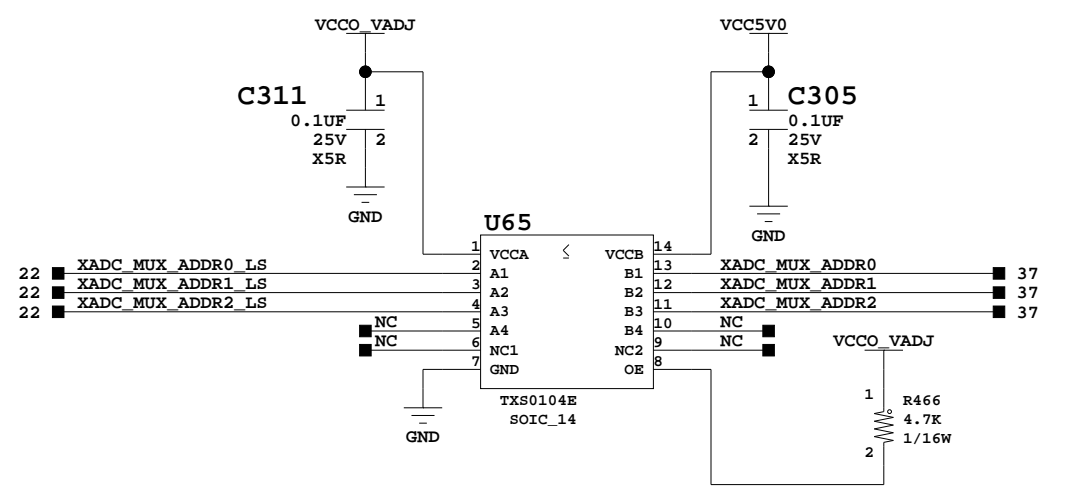 VCCO_VADJ
VCC5V0
C311
1
0.1UF
25V
2
X5R
GND
C305
1
0.1UF
2
25V
X5R
GND
U65
1 VCCA ≤ VCCB 14
22 XADC_MUX_ADDR0_LS 2 A1 B1 13 XADC_MUX_ADDR0 37
22 XADC_MUX_ADDR1_LS 3 A2 B2 12 XADC_MUX_ADDR1 37
22 XADC_MUX_ADDR2_LS 4 A3 B3 11 XADC_MUX_ADDR2 37
NC 5 A4 B4 10 NC
NC 6 NC1 NC2 9 NC
7 GND OE 8
GND
TXS0104E
SOIC_14
VCCO_VADJ
1
R466
4.7K
1/16W
2